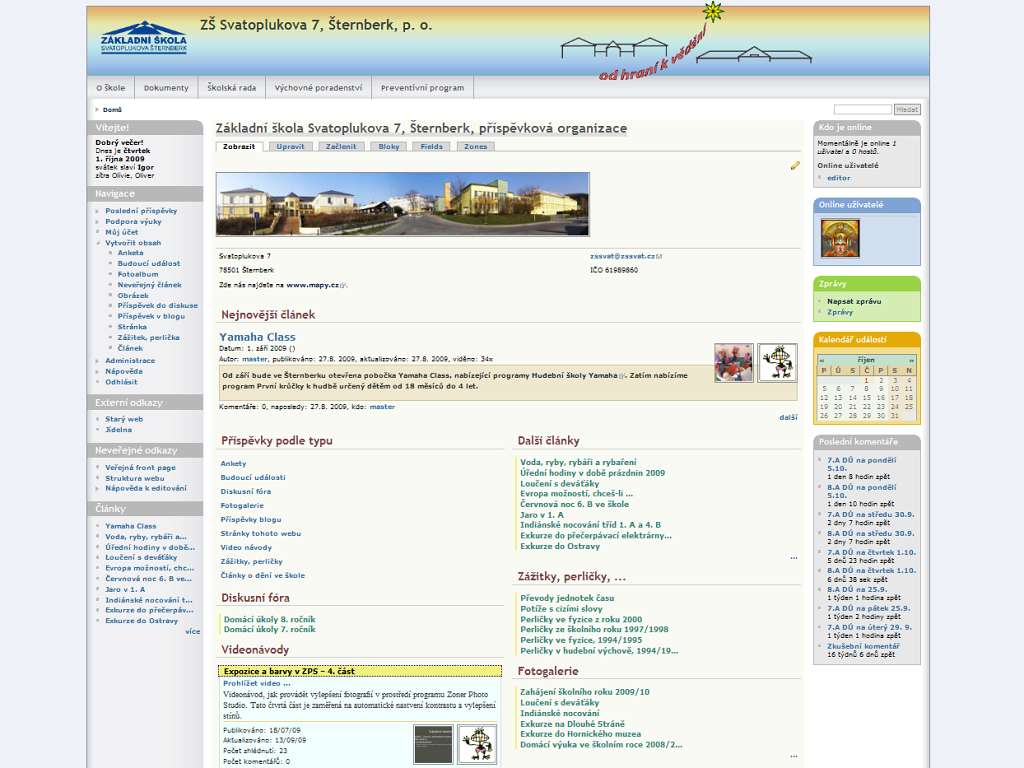 ZÁKLADNÍ ŠKOLA
SVATOPLUKOVA ŠTERNBERK
ZŠ Svatoplukova 7, Šternberk, p. o.
od hraní k vědění
O škole
Dokumenty
Školská rada
Výchovné poradenství
Preventivní program
Domů
Hledat
Vítejte!
Dobrý večer!
Dnes je čtvrtek
1. října 2009
svátek slaví Igor
zítra Olivie, Oliver
Navigace
Poslední příspěvky
Podpora výuky
Můj účet
Vytvořit obsah
Anketa
Budoucí událost
Fotoalbum
Neveřejný článek
Obrázek
Příspěvek do diskuse
Příspěvek v blogu
Stránka
Zážitek, perlička
Článek
Administrace
Nápověda
Odhlásit
Externí odkazy
Starý web
Jídelna
Neveřejné odkazy
Veřejná front page
Struktura webu
Nápověda k editování
Články
Yamaha Class
Voda, ryby, rybáři a...
Úřední hodiny v době...
Loučení s deváťáky
Evropa možností, chc...
Červnová noc 6. B ve...
Jaro v 1. A
Indiánské nocování t...
Exkurze do přečerpáv...
Exkurze do Ostravy
více
Základní škola Svatoplukova 7, Šternberk, příspěvková organizace
Zobrazit
Upravit
Začlenit
Bloky
Fields
Zones
Svatoplukova 7
zssvat@zssvat.cz
78501 Šternberk
IČO 61989860
Zde nás najdete na www.mapy.cz.
Nejnovější článek
Yamaha Class
Datum: 1. září 2009 ()
Autor: master, publikováno: 27.8. 2009, aktualizováno: 27.8. 2009, viděno: 34x
Od září bude ve Šternberku otevřena pobočka Yamaha Class, nabízející programy Hudební školy Yamaha. Zatím nabízíme
program První krůčky k hudbě určený dětem od 18 měsíců do 4 let.
Komentáře: 0, naposledy: 27.8. 2009, kdo: master
další
Příspěvky podle typu
Ankety
Budoucí události
Diskusní fóra
Fotogalerie
Příspěvky blogu
Stránky tohoto webu
Video návody
Zážitky, perličky
Články o dění ve škole
Diskusní fóra
Domácí úkoly 8. ročník
Domácí úkoly 7. ročník
Videonávody
Expozice a barvy v ZPS – 4. část
Prohlížet video ...
Videonávod, jak provádět vylepšení fotografií v prostředí programu Zoner Photo
Studio. Tato čtvrtá část je zaměřená na automatické nastvení kontrastu a vylepšení
stínů.
Publikováno: 18/07/09
Aktualizováno: 13/09/09
Počet zhlédnutí: 23
Počet komentářů: 0
Další články
Voda, ryby, rybáři a rybaření
Úřední hodiny v době prázdnin 2009
Loučení s deváťáky
Evropa možností, chceš-li ...
Červnová noc 6. B ve škole
Jaro v 1. A
Indiánské nocování tříd 1. A a 4. B
Exkurze do přečerpávací elektrárny...
Exkurze do Ostravy
...
Zážitky, perličky, ...
Převody jednotek času
Potíže s cizími slovy
Perličky ve fyzice z roku 2000
Perličky ze školního roku 1997/1998
Perličky ve fyzice, 1994/1995
Perličky v hudební výchově, 1994/19...
Fotogalerie
Zahájení školního roku 2009/10
Loučení s deváťáky
Indiánské nocování
Exkurze na Dlouhé Stráně
Exkurze do Hornického muzea
Domácí výuka ve školním roce 2008/2...
...
Kdo je online
Momentálně je online 1
uživatel a 0 hostů.
Online uživatelé
editor
Online uživatelé
Zprávy
Napsat zprávu
Zprávy
Kalendář událostí
« říjen »
P Ú S Č P S N
1 2 3 4
5 6 7 8 9 10 11
12 13 14 15 16 17 18
19 20 21 22 23 24 25
26 27 28 29 30 31
Poslední komentáře
7.A DÚ na pondělí
5.10.
1 den 8 hodin zpět
8.A DÚ na pondělí
5.10.
1 den 10 hodin zpět
7.A DÚ na středu 30.9.
2 dny 7 hodin zpět
8.A DÚ na středu 30.9.
2 dny 7 hodin zpět
7.A DÚ na čtvrtek 1.10.
5 dnů 23 hodin zpět
8.A DÚ na čtvrtek 1.10.
6 dnů 38 sek zpět
8.A DÚ na 25.9.
1 týden 1 hodina zpět
7.A DÚ na pátek 25.9.
1 týden 2 hodiny zpět
7.A DÚ na úterý 29. 9.
1 týden 1 hodina zpět
Zkušební komentář
16 týdnů 6 dnů zpět